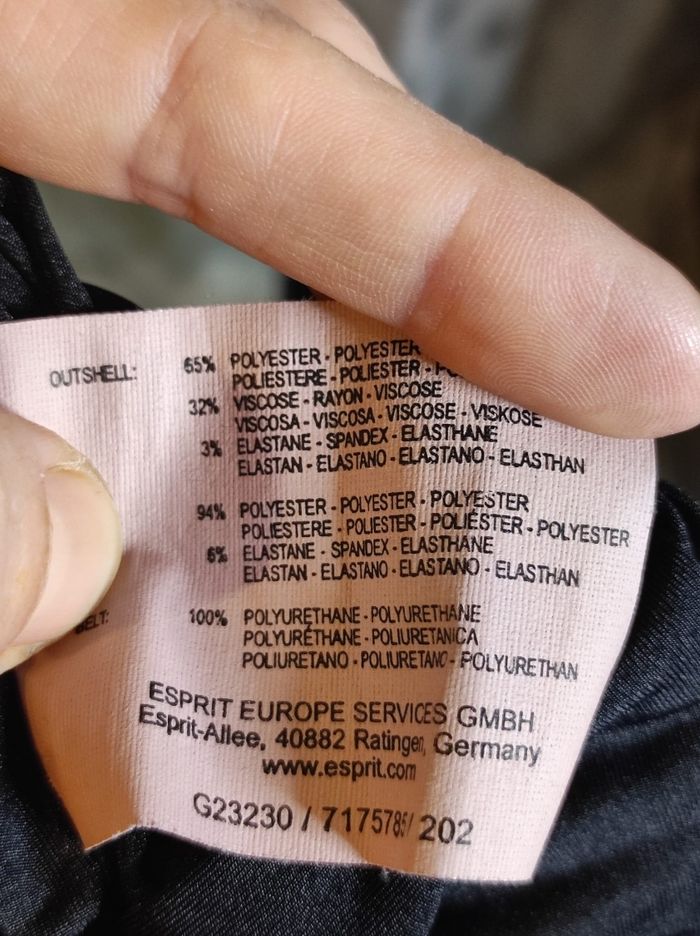 OUTSHELL: 65% POLYESTER - POLYESTER
POLIESTERE - POLIESTER -
32% VISCOSE - RAYON - VISCOSE
VISCOSA - VISCOSA - VISCOSE - VISKOSE
3% ELASTANE - SPANDEX - ELASTHANE
ELASTAN - ELASTANO - ELASTANO - ELASTHAN
94% POLYESTER - POLYESTER - POLYESTER
POLIESTERE - POLIESTER - POLIÉSTER - POLYESTER
6% ELASTANE - SPANDEX - ELASTHANE
ELASTAN - ELASTANO - ELASTANO - ELASTHAN
BELT: 100% POLYURETHANE - POLYURETHANE
POLYURÉTHANE - POLIURETANICA
POLIURETANO - POLIURETANO - POLYURETHAN
ESPRIT EUROPE SERVICES GMBH
Esprit-Allee, 40882 Ratingen, Germany
www.esprit.com
G23230 / 7175785/ 202